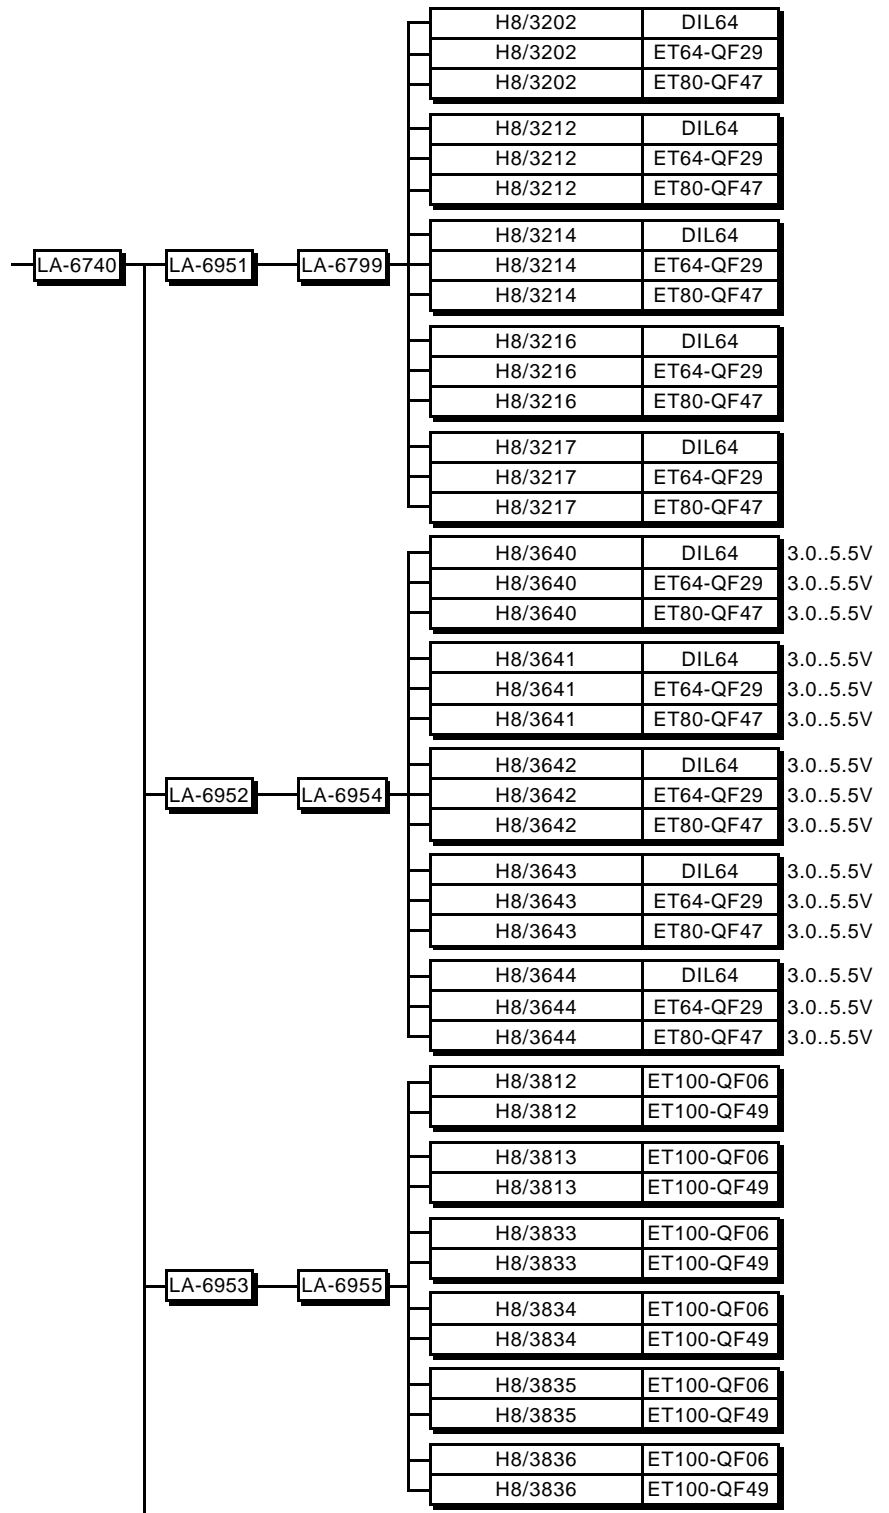 H8/3202 DIL64
H8/3202 ET64-QF29
H8/3202 ET80-QF47
H8/3212 DIL64
H8/3212 ET64-QF29
H8/3212 ET80-QF47
H8/3214 DIL64
LA-6740 LA-6951 LA-6799 H8/3214 ET64-QF29
H8/3214 ET80-QF47
H8/3216 DIL64
H8/3216 ET64-QF29
H8/3216 ET80-QF47
H8/3217 DIL64
H8/3217 ET64-QF29
H8/3217 ET80-QF47
H8/3640 DIL64 3.0..5.5V
H8/3640 ET64-QF29 3.0..5.5V
H8/3640 ET80-QF47 3.0..5.5V
H8/3641 DIL64 3.0..5.5V
H8/3641 ET64-QF29 3.0..5.5V
H8/3641 ET80-QF47 3.0..5.5V
H8/3642 DIL64 3.0..5.5V
LA-6952 LA-6954 H8/3642 ET64-QF29 3.0..5.5V
H8/3642 ET80-QF47 3.0..5.5V
H8/3643 DIL64 3.0..5.5V
H8/3643 ET64-QF29 3.0..5.5V
H8/3643 ET80-QF47 3.0..5.5V
H8/3644 DIL64 3.0..5.5V
H8/3644 ET64-QF29 3.0..5.5V
H8/3644 ET80-QF47 3.0..5.5V
H8/3812 ET100-QF06
H8/3812 ET100-QF49
H8/3813 ET100-QF06
H8/3813 ET100-QF49
H8/3833 ET100-QF06
H8/3833 ET100-QF49
LA-6953 LA-6955
H8/3834 ET100-QF06
H8/3834 ET100-QF49
H8/3835 ET100-QF06
H8/3835 ET100-QF49
H8/3836 ET100-QF06
H8/3836 ET100-QF49